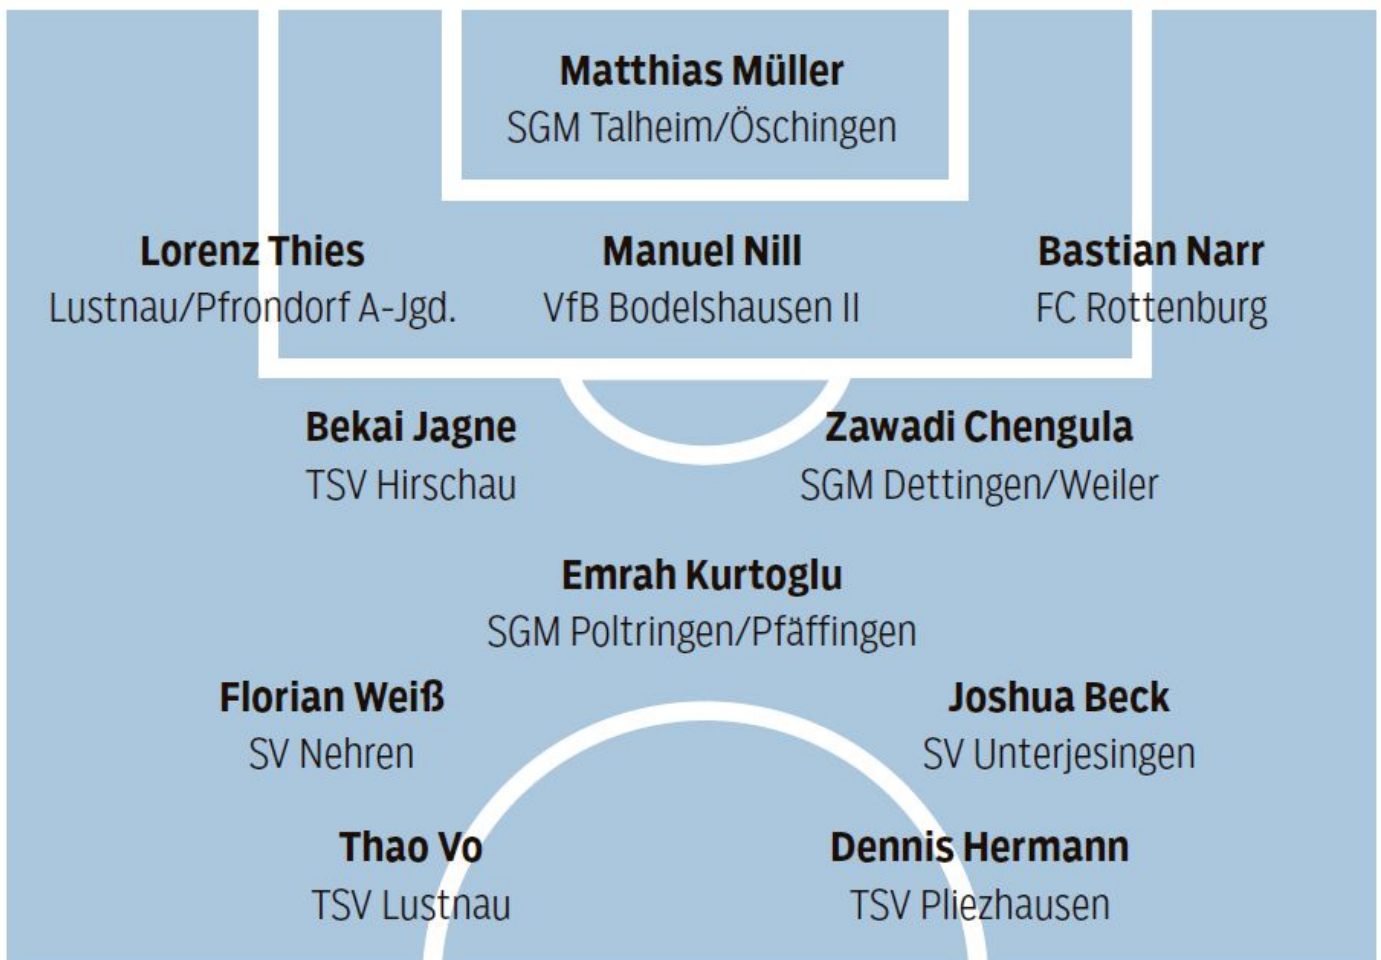 Matthias Müller
SGM Talheim/Öschingen
Lorenz Thies
Lustnau/Pfrondorf A-Jgd.
Manuel Nill
VfB Bodelshausen II
Bastian Narr
FC Rottenburg
Bekai Jagne
TSV Hirschau
Zawadi Chengula
SGM Dettingen/Weiler
Emrah Kurtoglu
SGM Poltringen/Pfäffingen
Florian Weiß
SV Nehren
Joshua Beck
SV Unterjesingen
Thao Vo
TSV Lustnau
Dennis Hermann
TSV Pliezhausen